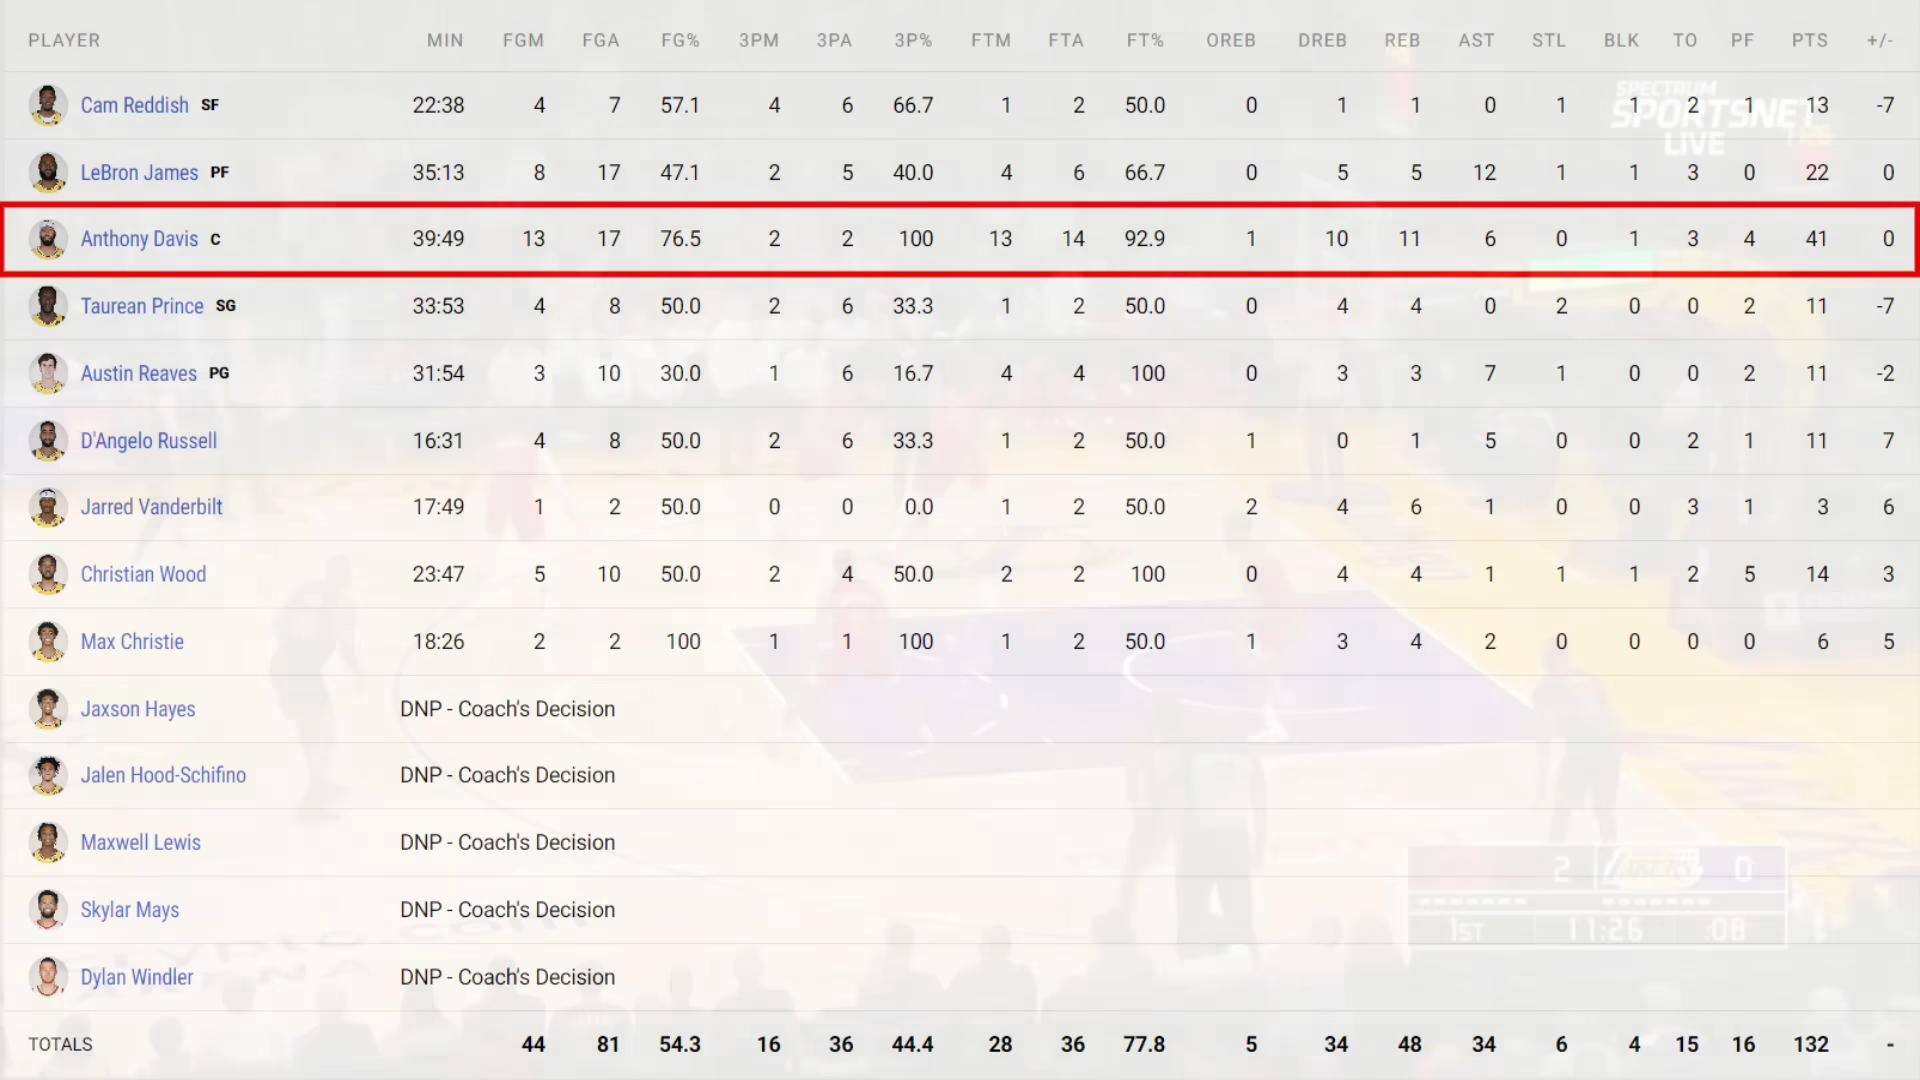 PLAYER MIN FGM FGA FG% 3PM 3PA 3P% FTM FTA FT% OREB DREB REB AST STL BLK TO PF PTS +/-
Cam Reddish SF 22:38 4 7 57.1 4 6 66.7 1 2 50.0 0 1 1 0 1 1 2 1 13 -7
SPECTRUM
SPORTSNET
LIVE
LeBron James PF 35:13 8 17 47.1 2 5 40.0 4 6 66.7 0 5 5 12 1 1 3 0 22 0
Anthony Davis C 39:49 13 17 76.5 2 2 100 13 14 92.9 1 10 11 6 0 1 3 4 41 0
Taurean Prince SG 33:53 4 8 50.0 2 6 33.3 1 2 50.0 0 4 4 0 2 0 0 2 11 -7
Austin Reaves PG 31:54 3 10 30.0 1 6 16.7 4 4 100 0 3 3 7 1 0 0 2 11 -2
D'Angelo Russell 16:31 4 8 50.0 2 6 33.3 1 2 50.0 1 0 1 5 0 0 2 1 11 7
Jarred Vanderbilt 17:49 1 2 50.0 0 0 0.0 1 2 50.0 2 4 6 1 0 0 3 1 3 6
Christian Wood 23:47 5 10 50.0 2 4 50.0 2 2 100 0 4 4 1 1 1 2 5 14 3
Max Christie 18:26 2 2 100 1 1 100 1 2 50.0 1 3 4 2 0 0 0 0 6 5
Jaxson Hayes DNP - Coach's Decision
Jalen Hood-Schifino DNP - Coach's Decision
Maxwell Lewis DNP - Coach's Decision
2 LAKERS 0
Skylar Mays DNP - Coach's Decision
1ST 11:26 :08
Dylan Windler DNP - Coach's Decision
TOTALS 44 81 54.3 16 36 44.4 28 36 77.8 5 34 48 34 6 4 15 16 132 -